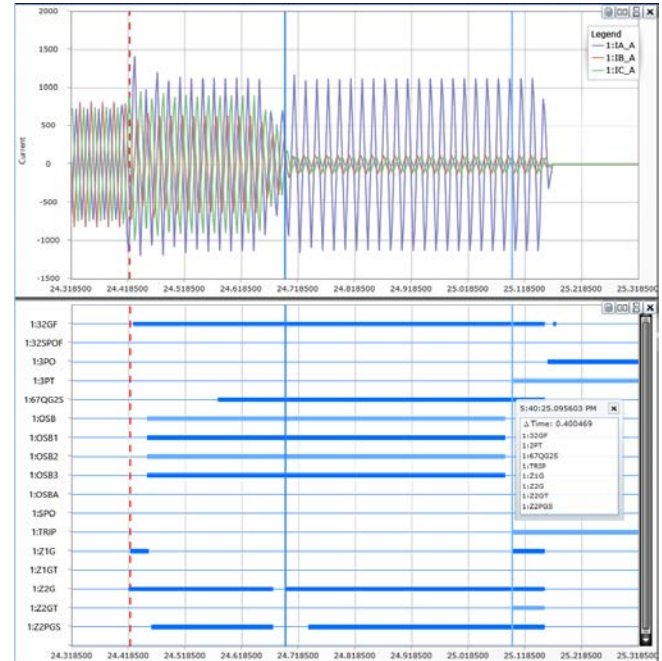 2000
1500
1000
500
0
-500
-1000
-1500
Current
Legend
1:IA_A
1:IB_A
1:IC_A
24.318500 24.418500 24.518500 24.618500 24.718500 24.818500 24.918500 25.018500 25.118500 25.218500 25.318500
1:32GF
1:32SPOF
1:3PO
1:3PT
1:67QG2S
1:OSB
1:OSB1
1:OSB2
1:OSB3
1:OSBA
1:SPO
1:TRIP
1:Z1G
1:Z1GT
1:Z2G
1:Z2GT
1:Z2PGS
5:40:25.095603 PM
Δ Time: 0.400469
1:32GF
1:3PT
1:67QG2S
1:TRIP
1:Z1G
1:Z2G
1:Z2GT
1:Z2PGS
24.318500 24.418500 24.518500 24.618500 24.718500 24.818500 24.918500 25.018500 25.118500 25.218500 25.318500